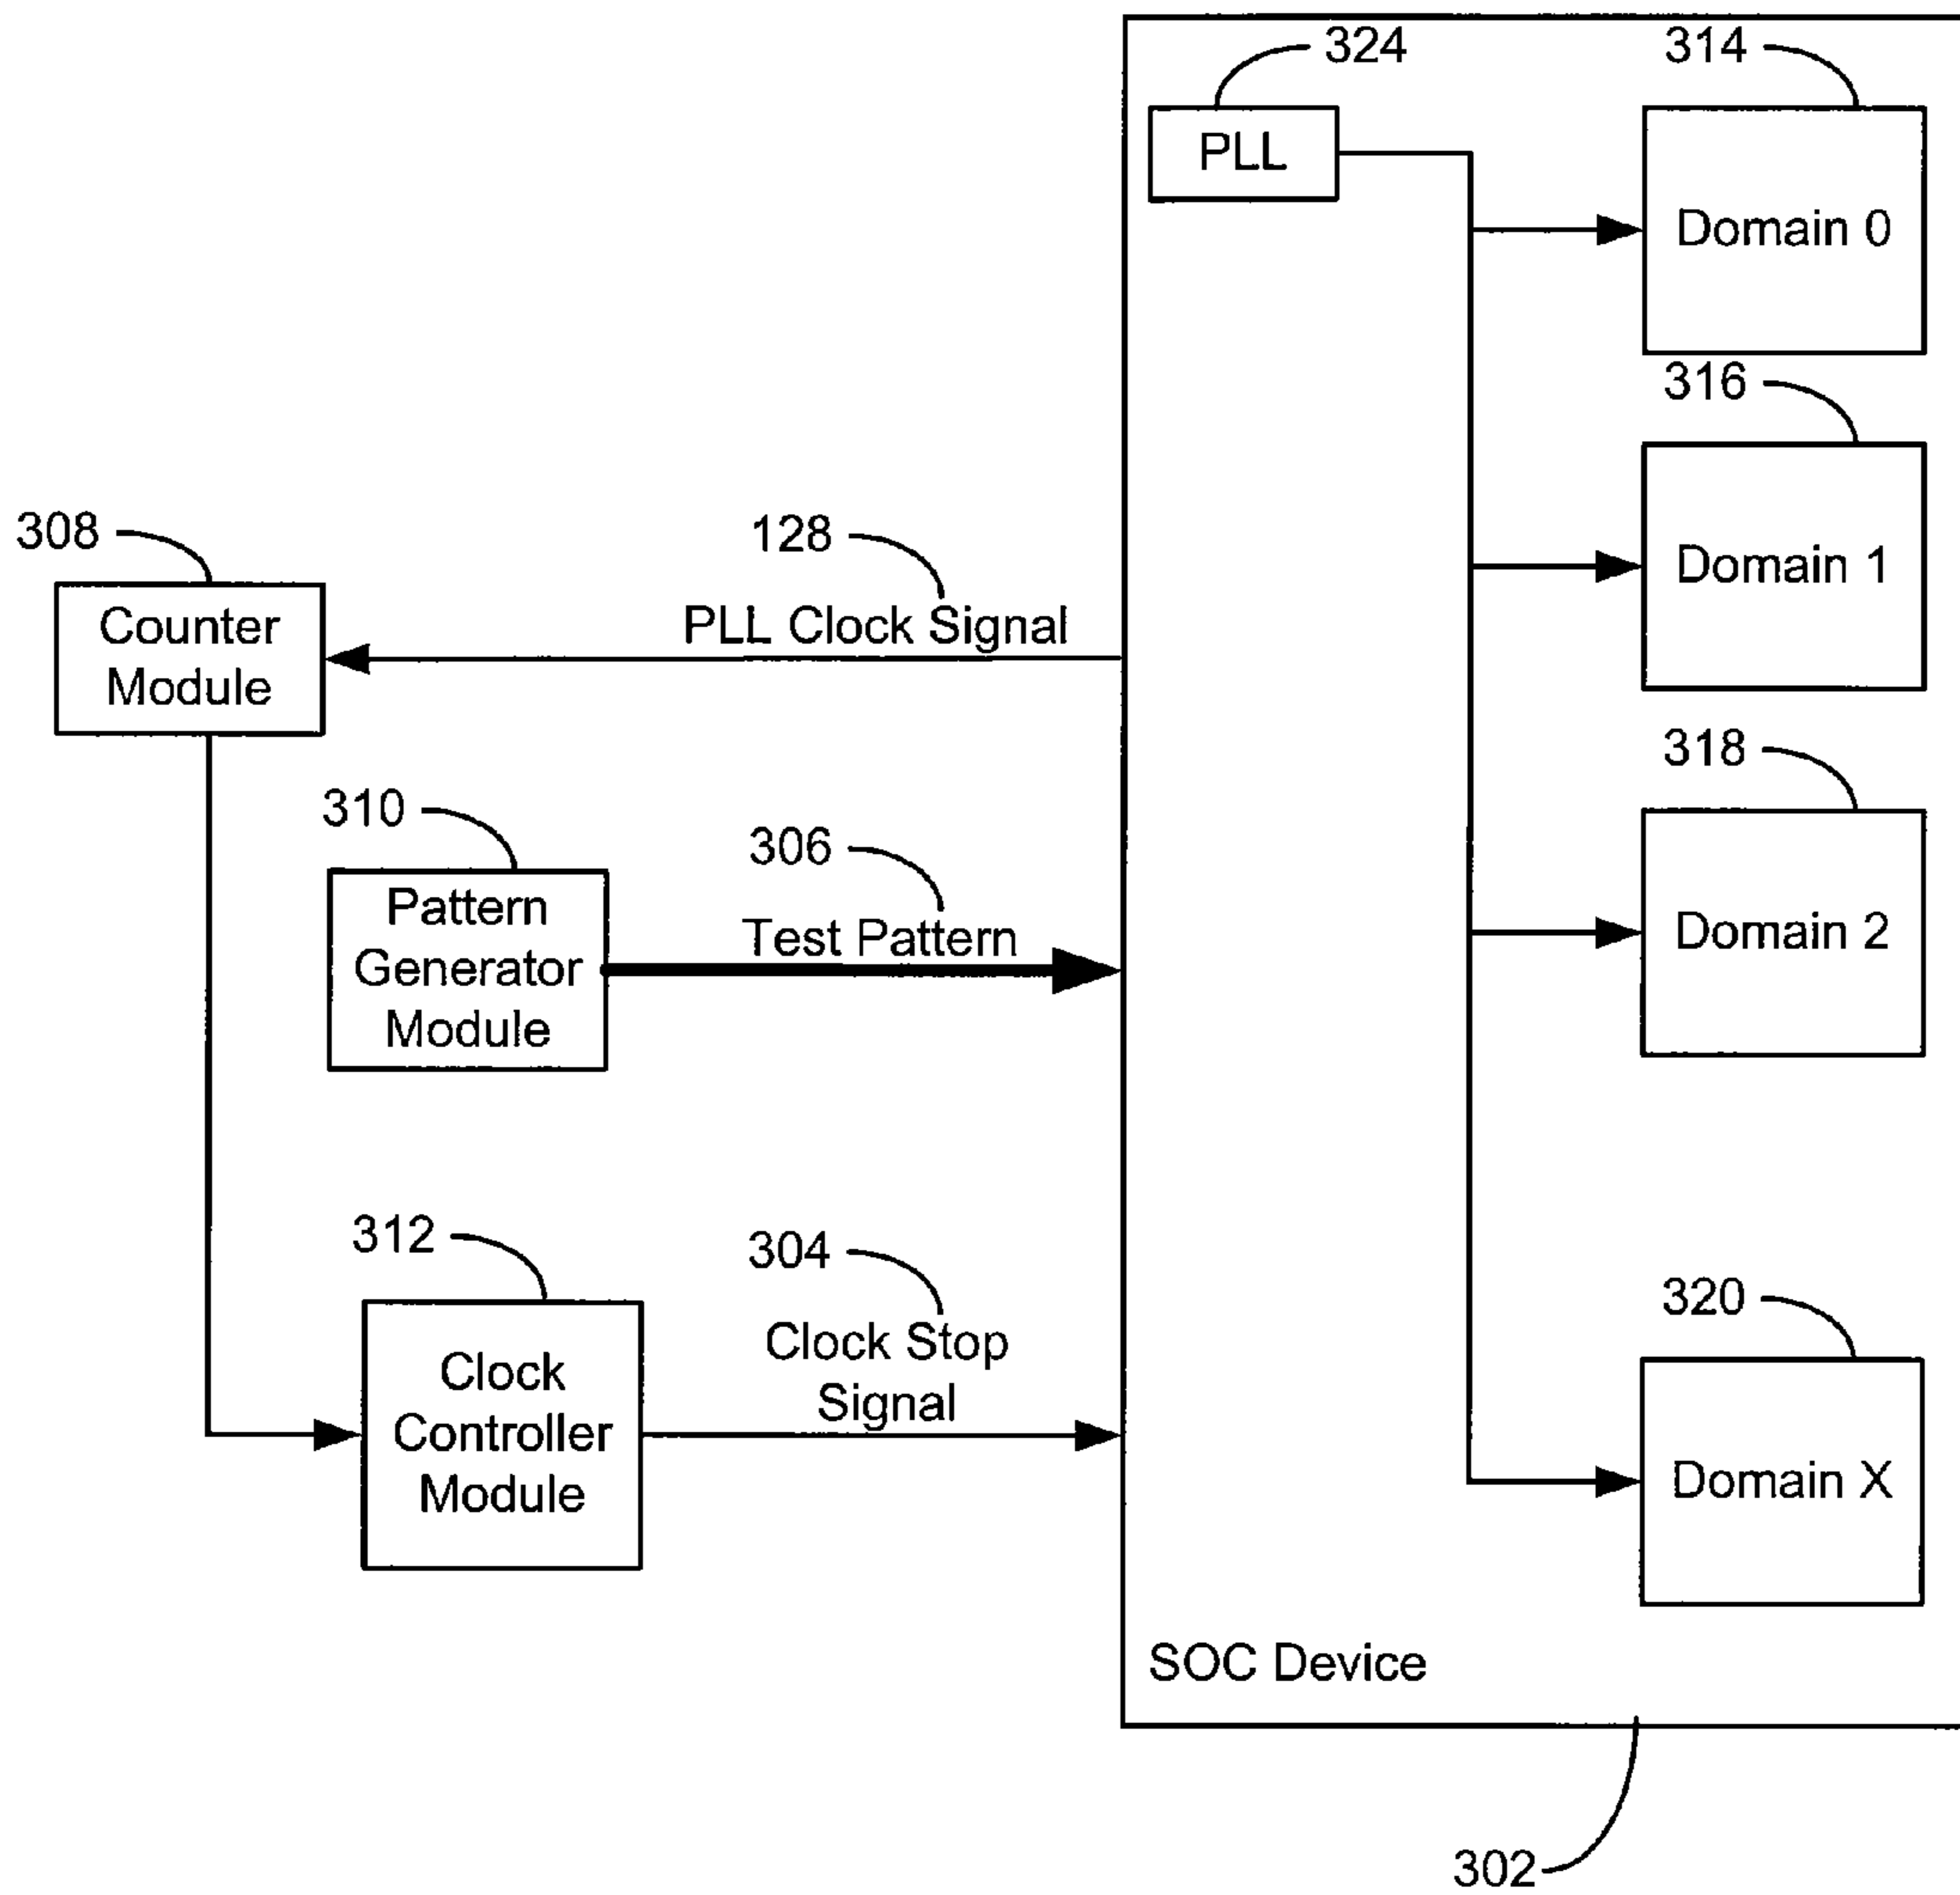 324
314
PLL
Domain 0
316
308
128
Domain 1
Counter
Module
PLL Clock Signal
318
310
306
Pattern
Generator
Module
Test Pattern
Domain 2
312
304
320
Clock
Controller
Module
Clock Stop
Signal
Domain X
SOC Device
302